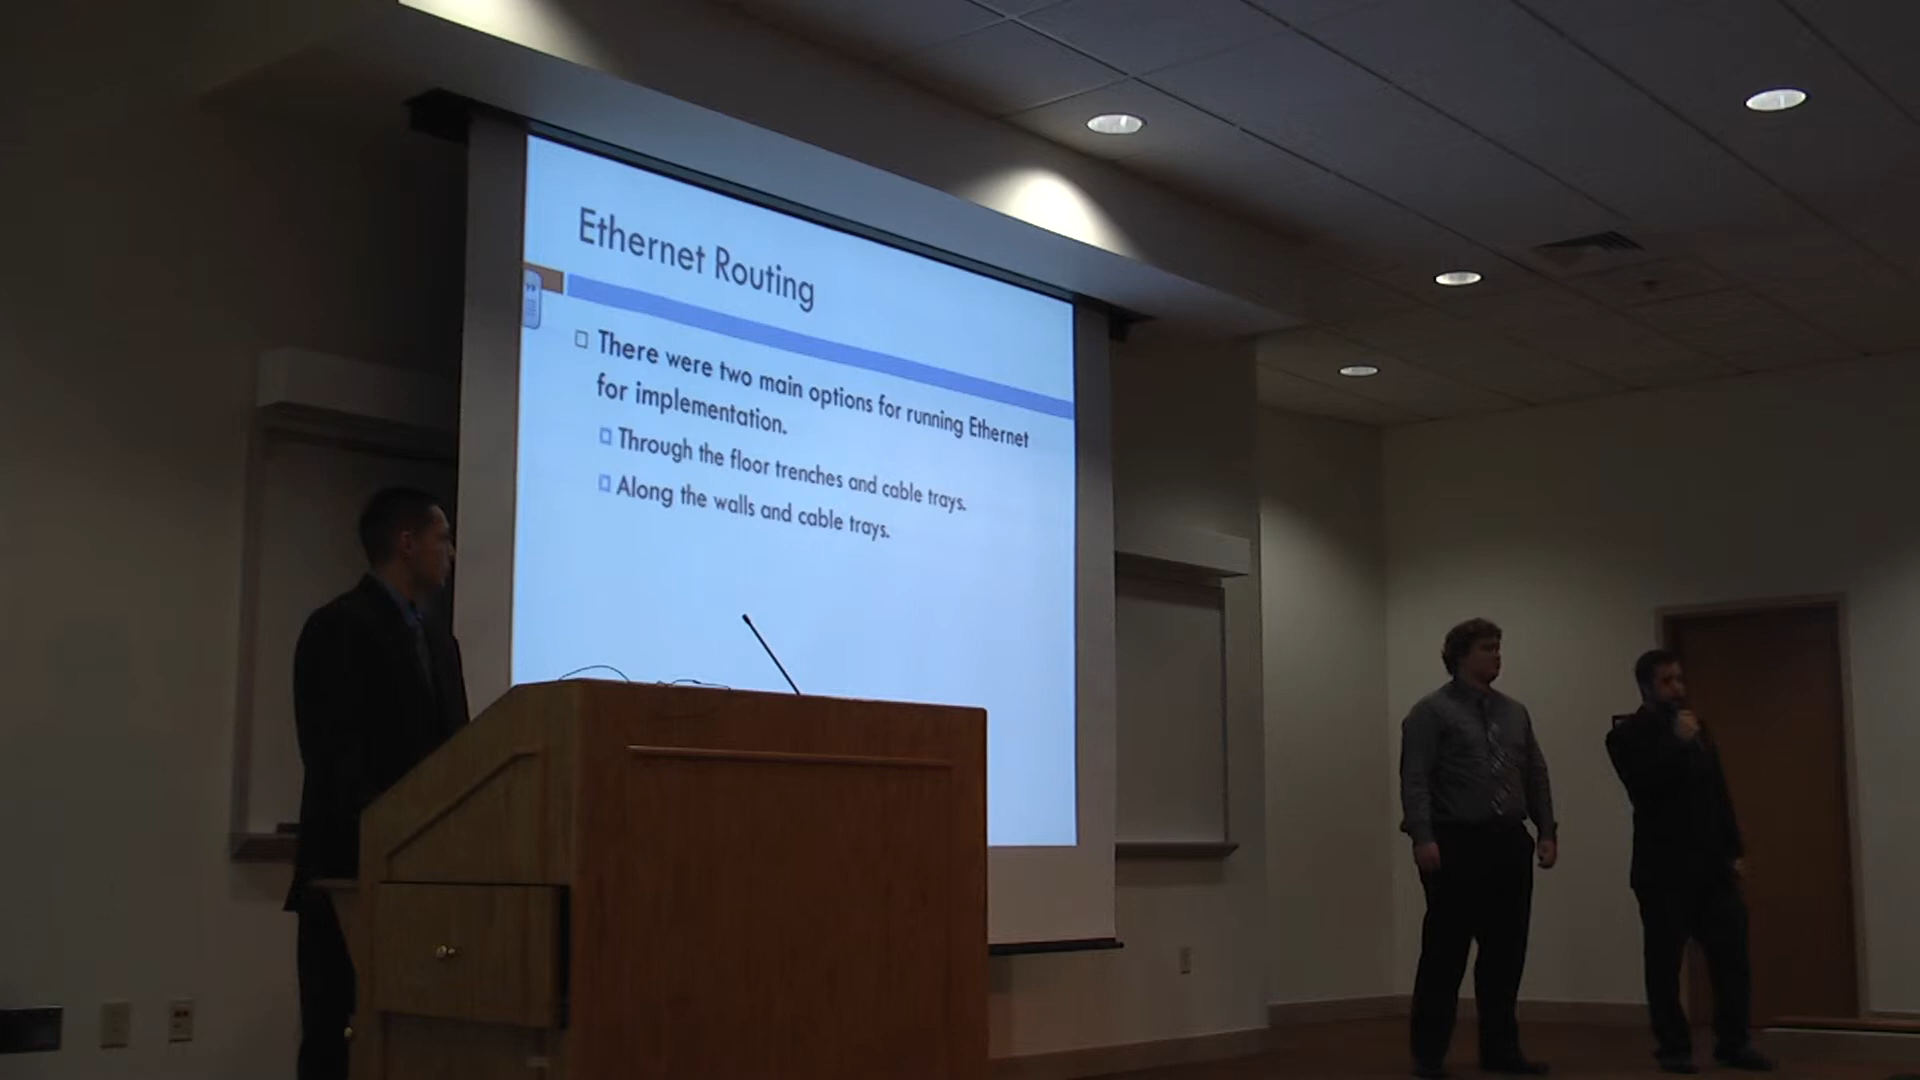 Ethernet Routing
There were two main options for running Ethernet
for implementation.
Through the floor trenches and cable trays.
Along the walls and cable trays.